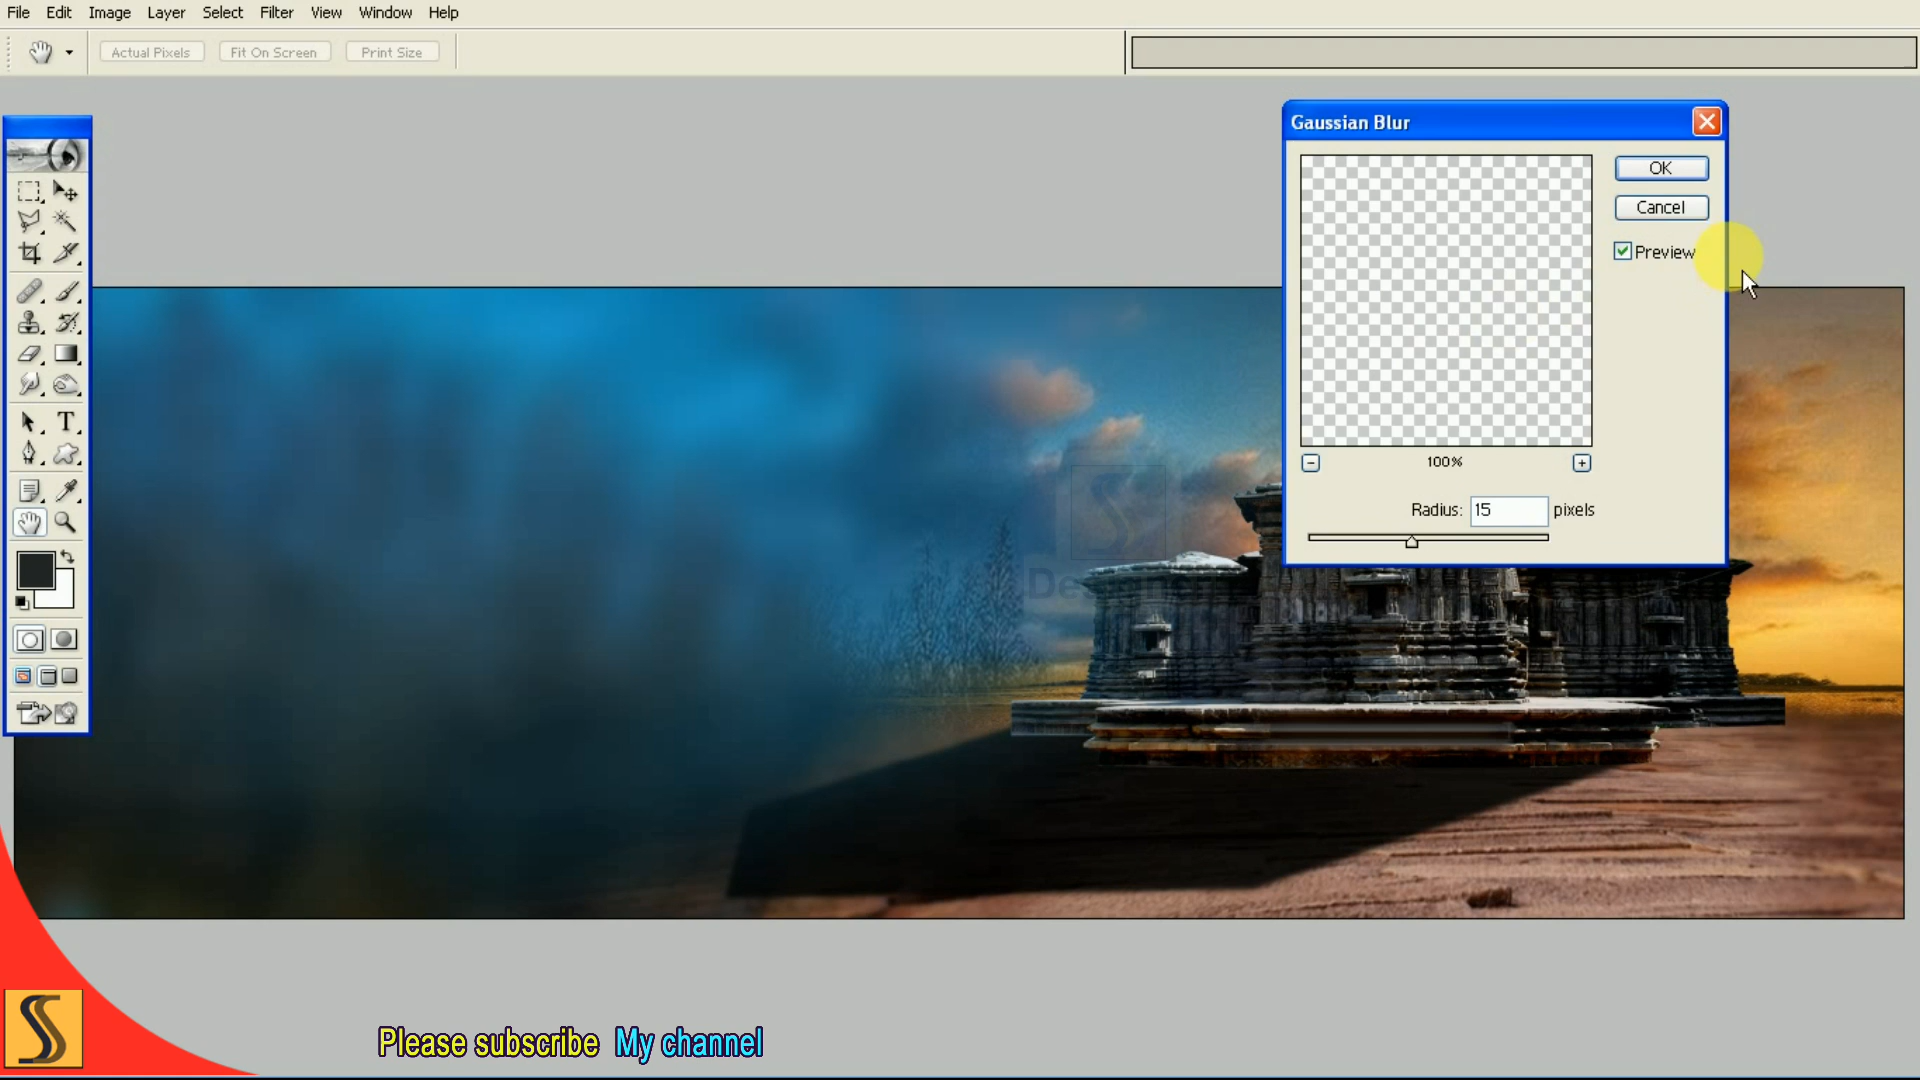 File Edit Image Layer Select Filter View Window Help
Actual Pixels Fit On Screen Print Size
Gaussian Blur
OK
Cancel
Preview
100%
Radius: 15 pixels
Please subscribe My channel